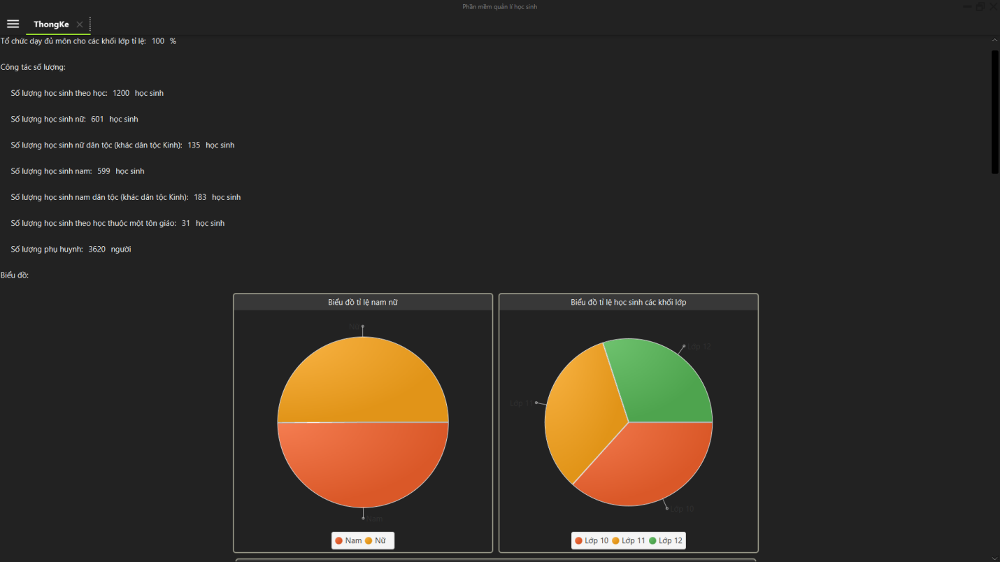 Phần mềm quản lí học sinh
ThongKe
Tổ chức dạy đủ môn cho các khối lớp tỉ lệ: 100 %
Công tác số lượng:
Số lượng học sinh theo học: 1200 học sinh
Số lượng học sinh nữ: 601 học sinh
Số lượng học sinh nữ dân tộc (khác dân tộc Kinh): 135 học sinh
Số lượng học sinh nam: 599 học sinh
Số lượng học sinh nam dân tộc (khác dân tộc Kinh): 183 học sinh
Số lượng học sinh theo học thuộc một tôn giáo: 31 học sinh
Số lượng phụ huynh: 3620 người
Biểu đồ:
Biểu đồ tỉ lệ nam nữ
Nữ
Nam
Nam Nữ
Biểu đồ tỉ lệ học sinh các khối lớp
Lớp 12
Lớp 11
Lớp 10
Lớp 10 Lớp 11 Lớp 12